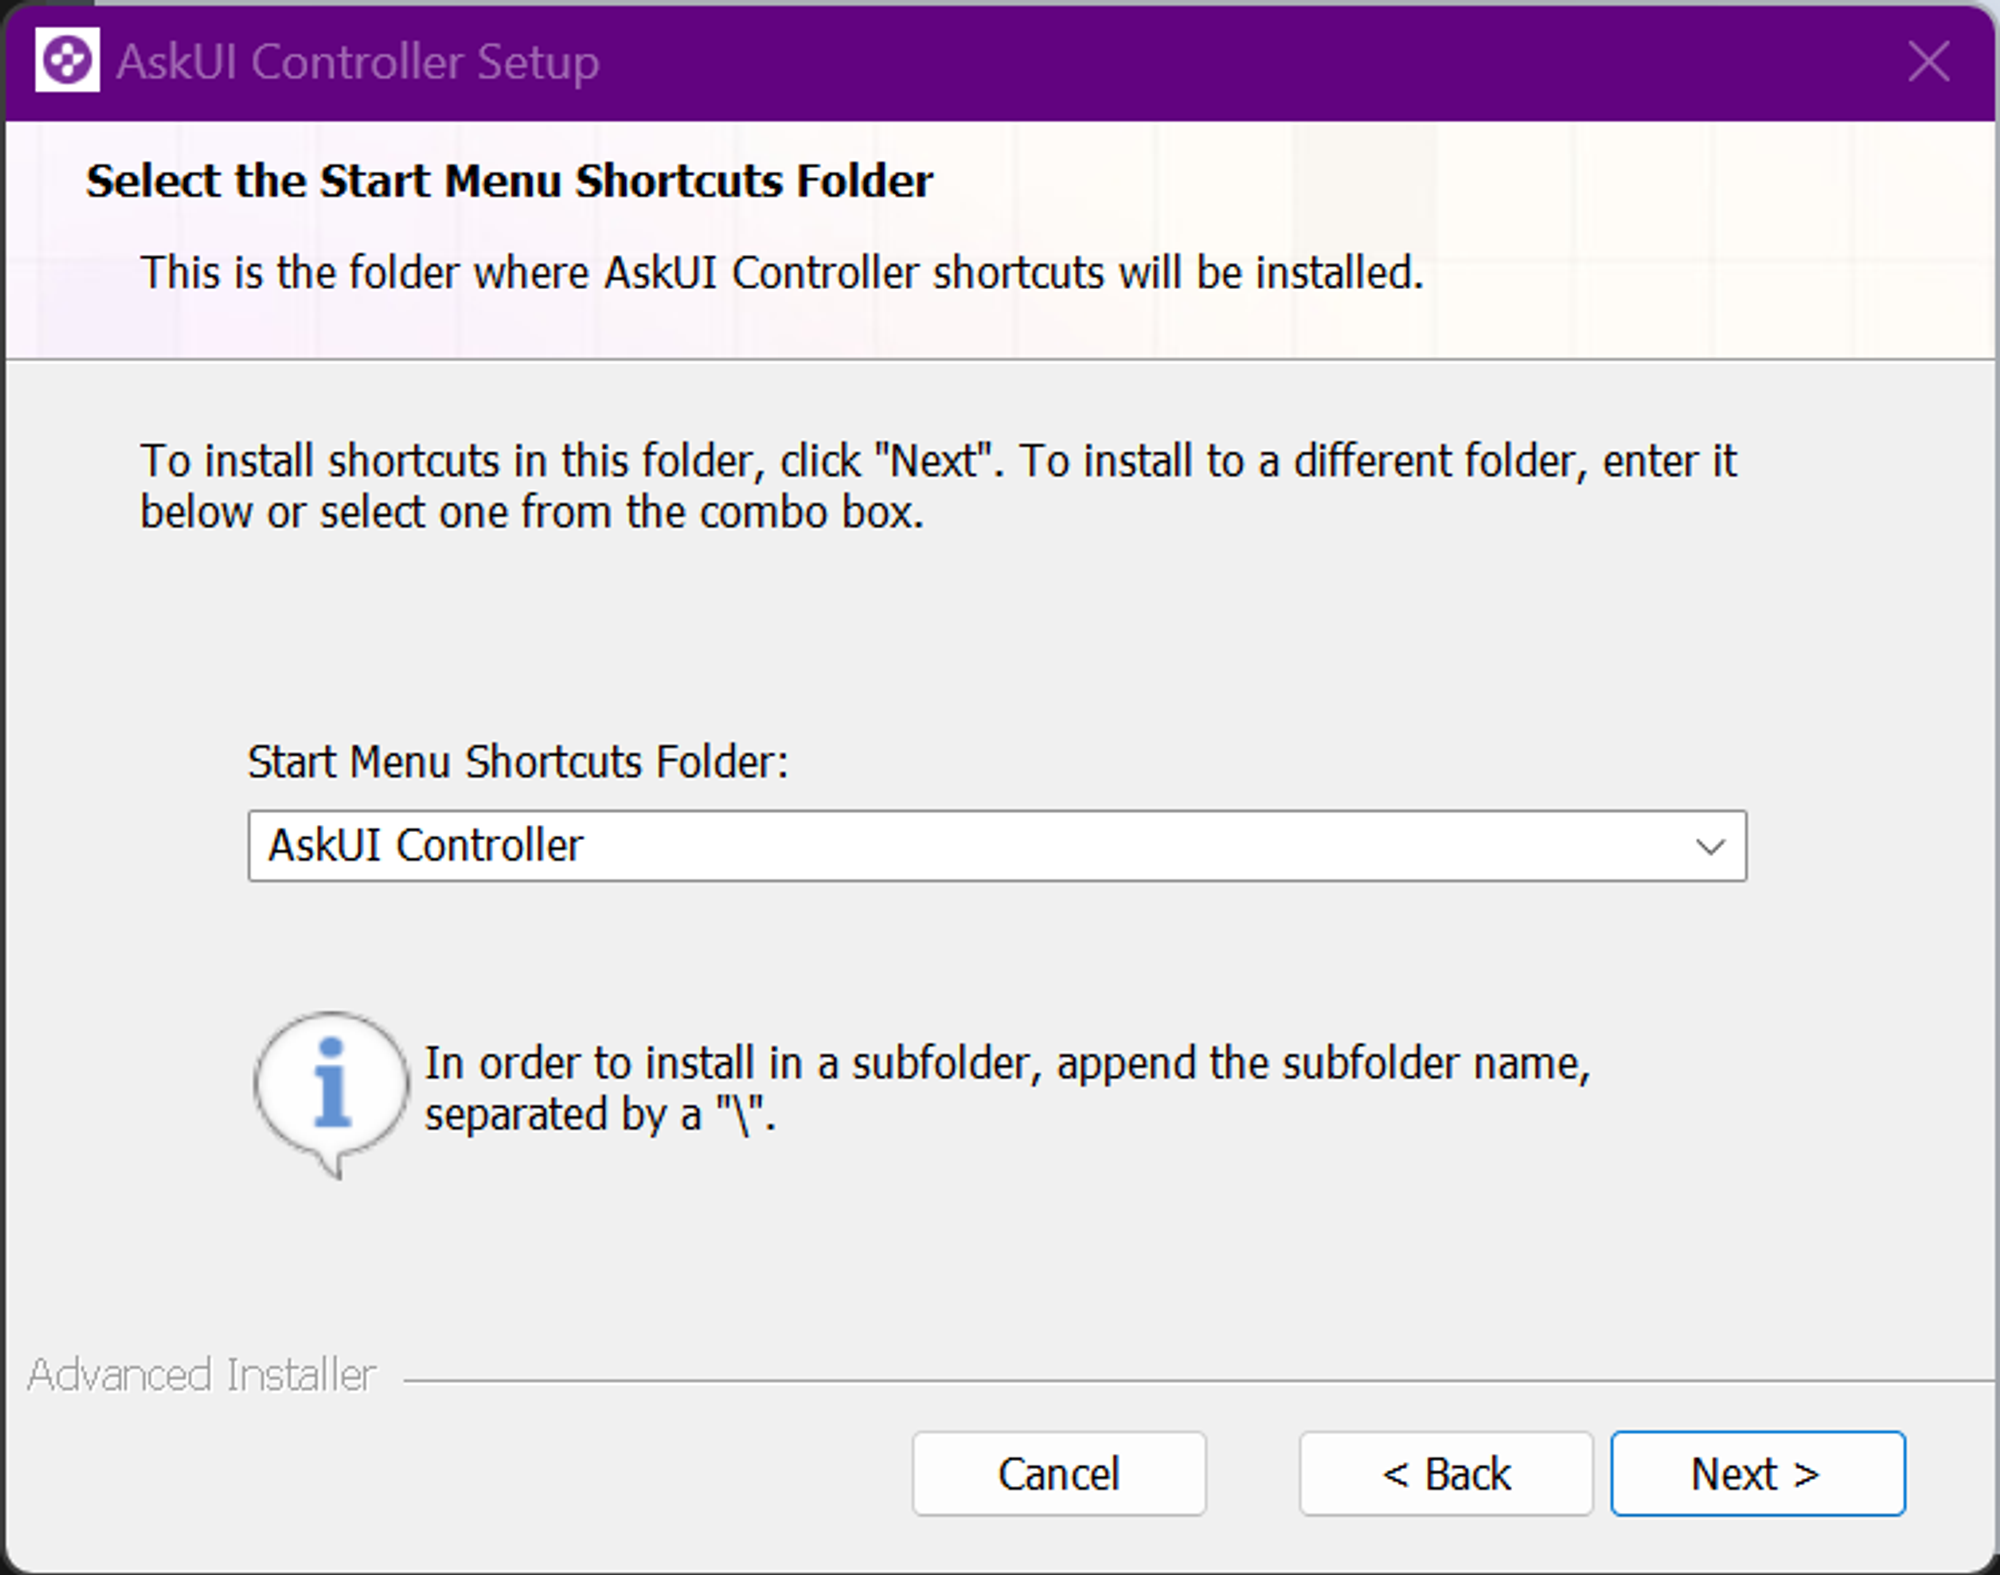 AskUI Controller Setup
Select the Start Menu Shortcuts Folder
This is the folder where AskUI Controller shortcuts will be installed.
To install shortcuts in this folder, click "Next". To install to a different folder, enter it
below or select one from the combo box.
Start Menu Shortcuts Folder:
AskUI Controller
In order to install in a subfolder, append the subfolder name,
separated by a "\".
Advanced Installer
Cancel
< Back
Next >